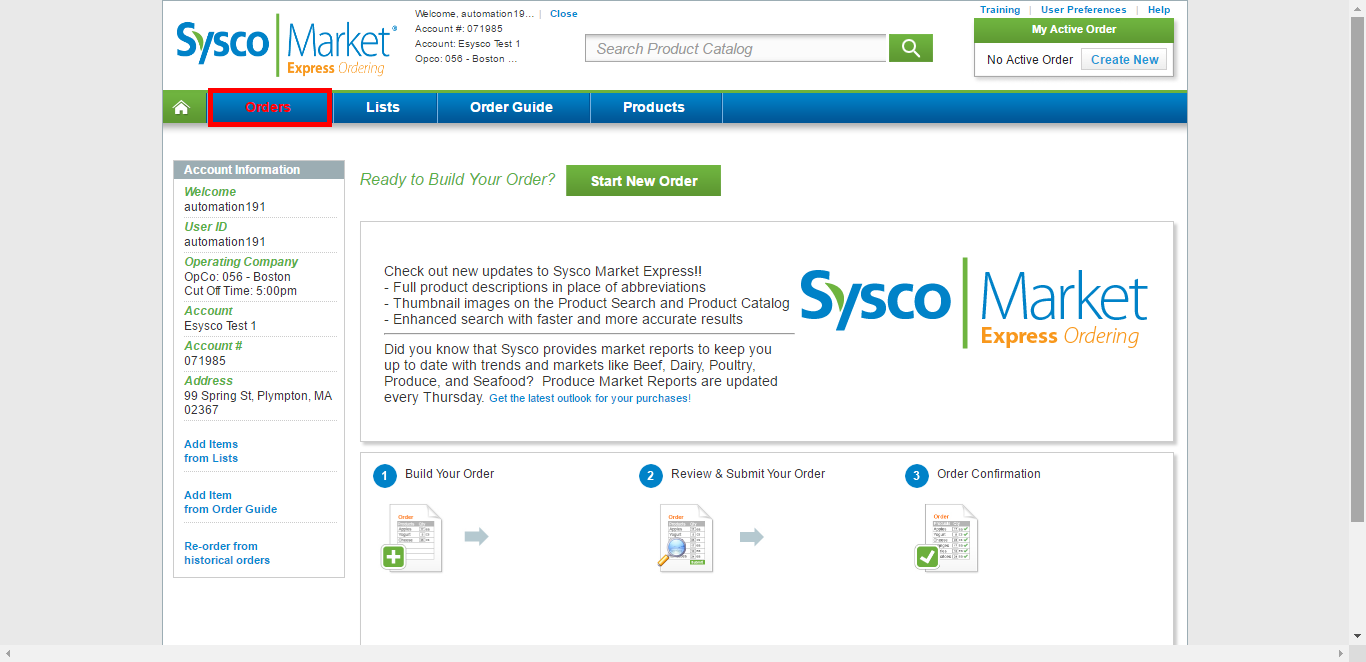 Welcome, automation19... | Close
Account #: 071985
Account: Esysco Test 1
Opco: 056 - Boston ...
Sysco Market®
Express Ordering
Search Product Catalog
Training | User Preferences | Help
My Active Order
No Active Order Create New
Orders Lists Order Guide Products
Account Information
Welcome
automation191
User ID
automation191
Operating Company
OpCo: 056 - Boston
Cut Off Time: 5:00pm
Account
Esysco Test 1
Account #
071985
Address
99 Spring St, Plympton, MA
02367
Add Items
from Lists
Add Item
from Order Guide
Re-order from
historical orders
Ready to Build Your Order? Start New Order
Check out new updates to Sysco Market Express!!
- Full product descriptions in place of abbreviations
- Thumbnail images on the Product Search and Product Catalog
- Enhanced search with faster and more accurate results
Did you know that Sysco provides market reports to keep you
up to date with trends and markets like Beef, Dairy, Poultry,
Produce, and Seafood? Produce Market Reports are updated
every Thursday. Get the latest outlook for your purchases!
Sysco Market
Express Ordering
1 Build Your Order
2 Review & Submit Your Order
3 Order Confirmation
Order
Order
Order